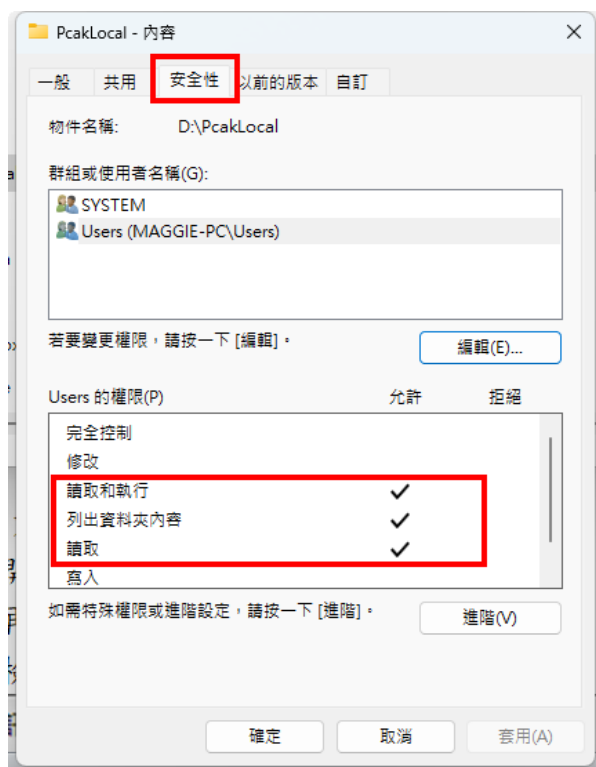 PcakLocal - 內容
一般 共用 安全性 以前的版本 自訂
物件名稱: D:\PcakLocal
群組或使用者名稱(G):
SYSTEM
Users (MAGGIE-PC\Users)
若要變更權限，請按一下 [編輯]。
編輯(E)...
Users 的權限(P) 允許 拒絕
完全控制
修改
讀取和執行
列出資料夾內容
讀取
寫入
如需特殊權限或進階設定，請按一下 [進階]。
進階(V)
確定 取消 套用(A)